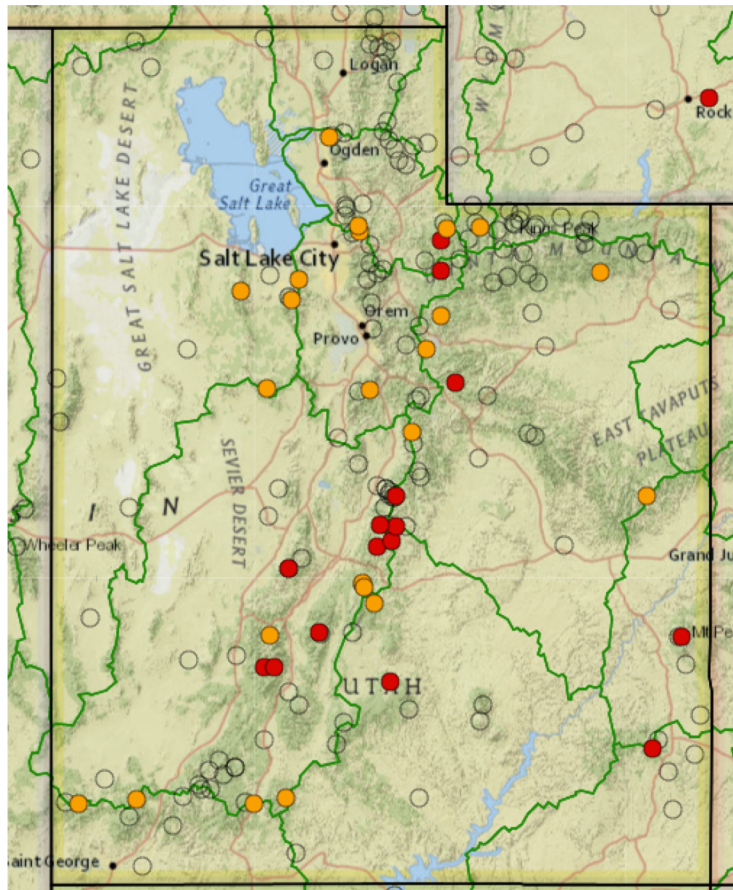 Logan
W Y O M
Rock
GREAT SALT LAKE DESERT
Ogden
Great
Salt Lake
Kings Peak
Salt Lake City
U I N T A M O U N T A I N
Orem
Provo
EAST TAVAPUTS
PLATEAU
SEVIER DESERT
S I N
Wheeler Peak
Grand Ju
Mt Pe
UTAH
Saint George